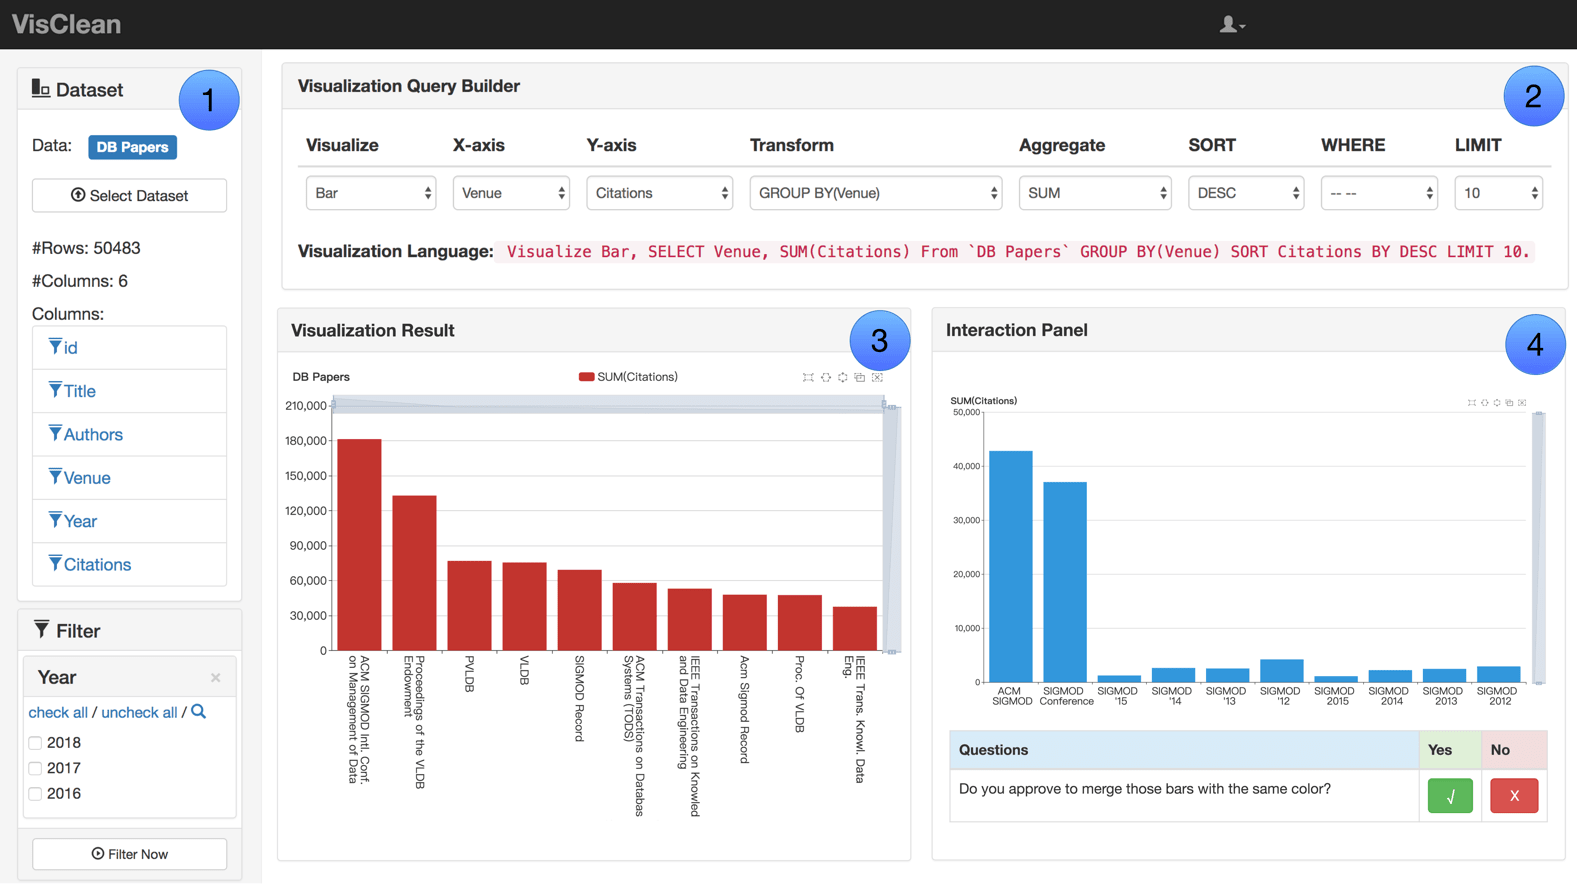 VisClean
Dataset
1
Data: DB Papers
Select Dataset
#Rows: 50483
#Columns: 6
Columns:
id
Title
Authors
Venue
Year
Citations
Filter
Year ×
check all / uncheck all /
2018
2017
2016
Filter Now
Visualization Query Builder
2
Visualize X-axis Y-axis Transform Aggregate SORT WHERE LIMIT
Bar Venue Citations GROUP BY(Venue) SUM DESC -- -- 10
Visualization Language: Visualize Bar, SELECT Venue, SUM(Citations) From `DB Papers` GROUP BY(Venue) SORT Citations BY DESC LIMIT 10.
Visualization Result
3
DB Papers SUM(Citations)
210,000
180,000
150,000
120,000
90,000
60,000
30,000
0
ACM SIGMOD Intl. Conf.
on Management of Data
Proceedings of the VLDB
Endowment
PVLDB
VLDB
SIGMOD Record
ACM Transactions on Databas
Systems (TODS)
IEEE Transactions on Knowled
and Data Engineering
Acm Sigmod Record
Proc. Of VLDB
IEEE Trans. Knowl. Data
Eng.
Interaction Panel
4
SUM(Citations)
50,000
40,000
30,000
20,000
10,000
0
ACM
SIGMOD
SIGMOD
Conference
SIGMOD
'15
SIGMOD
'14
SIGMOD
'13
SIGMOD
'12
SIGMOD
2015
SIGMOD
2014
SIGMOD
2013
SIGMOD
2012
Questions Yes No
Do you approve to merge those bars with the same color? √ X